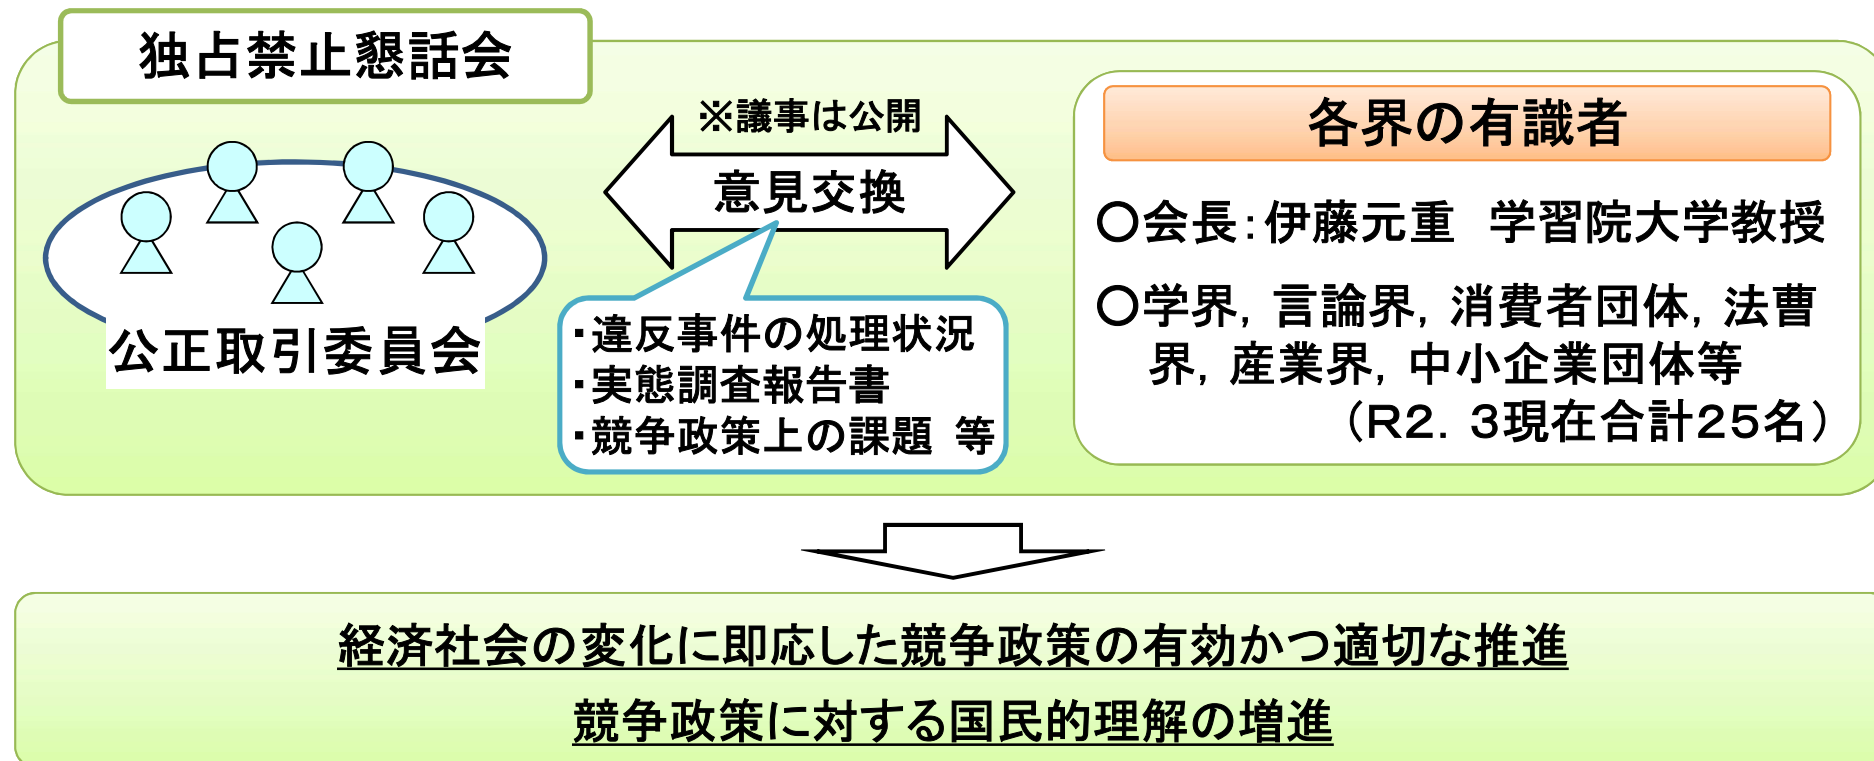 独占禁止懇話会
※議事は公開
意見交換
公正取引委員会
・違反事件の処理状況
・実態調査報告書
・競争政策上の課題 等
各界の有識者
○会長:伊藤元重 学習院大学教授
○学界，言論界，消費者団体，法曹
界，産業界，中小企業団体等
（R２．３現在合計２５名）
経済社会の変化に即応した競争政策の有効かつ適切な推進
競争政策に対する国民的理解の増進